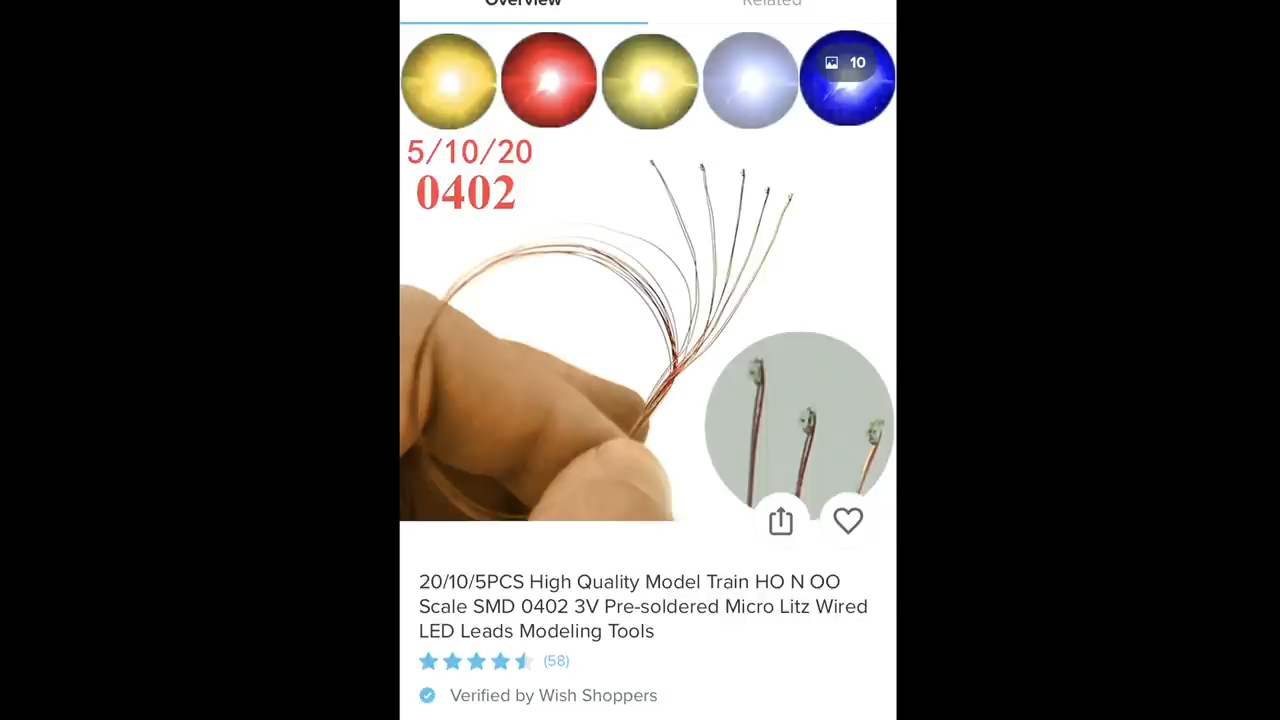 Overview
Related
10
5/10/20
0402
20/10/5PCS High Quality Model Train HO N OO
Scale SMD 0402 3V Pre-soldered Micro Litz Wired
LED Leads Modeling Tools
(58)
Verified by Wish Shoppers